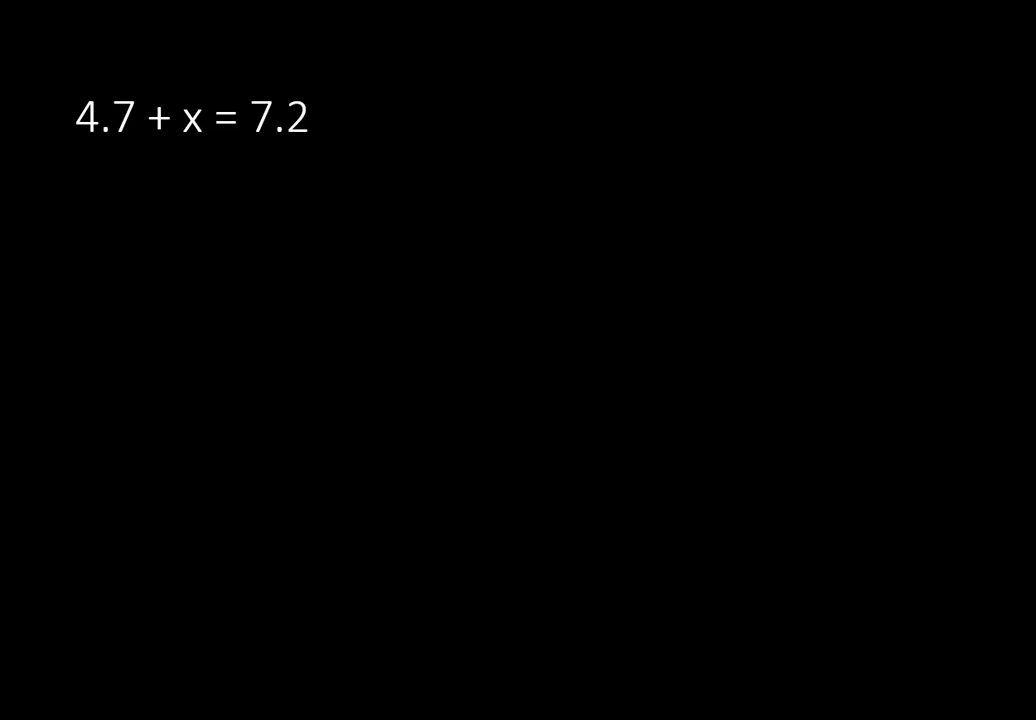 4.7 + x = 7.2